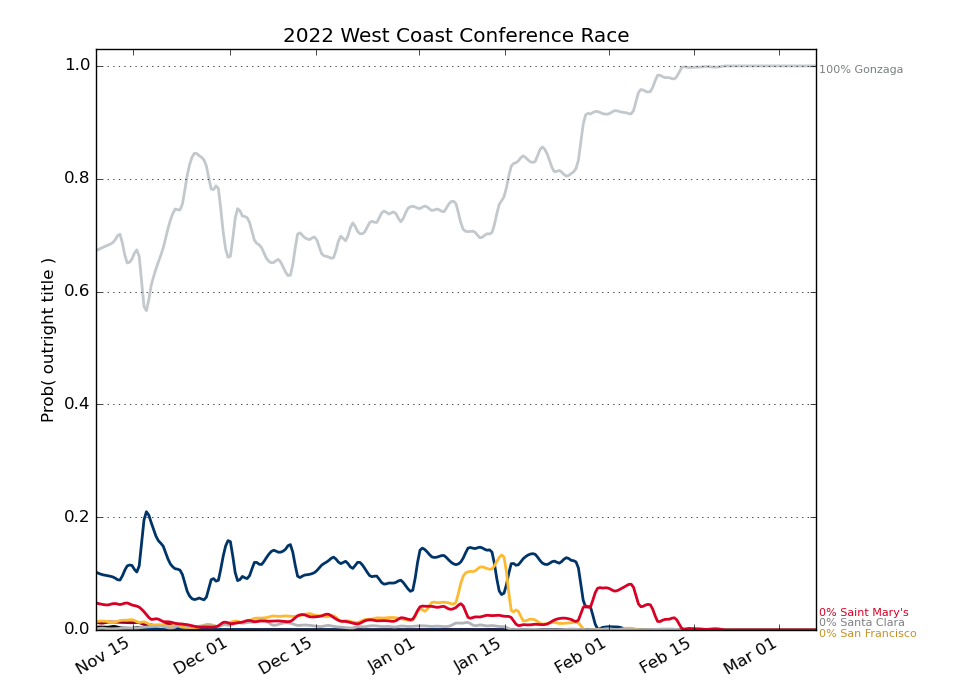 2022 West Coast Conference Race
Prob( outright title )
1.0
0.8
0.6
0.4
0.2
0.0
Nov 15
Dec 01
Dec 15
Jan 01
Jan 15
Feb 01
Feb 15
Mar 01
100% Gonzaga
0% Saint Mary's
0% Santa Clara
0% San Francisco